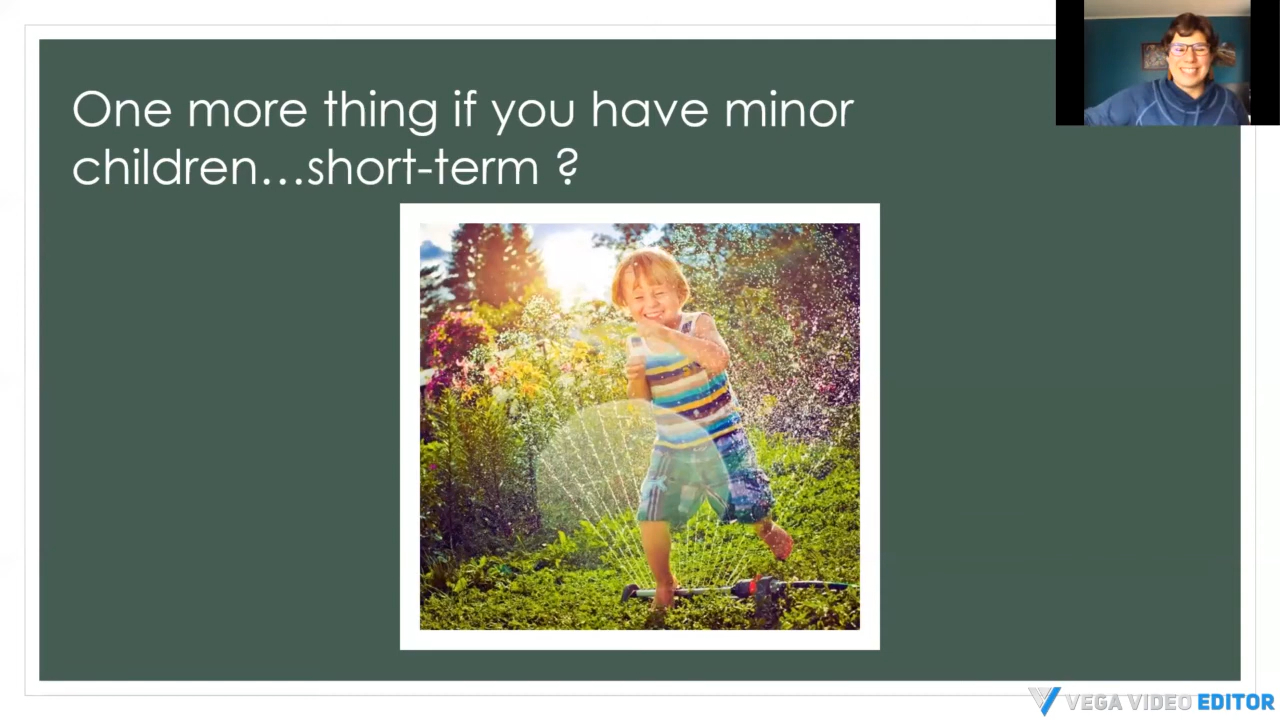 One more thing if you have minor
children…short-term ?
VEGA VIDEO EDITOR